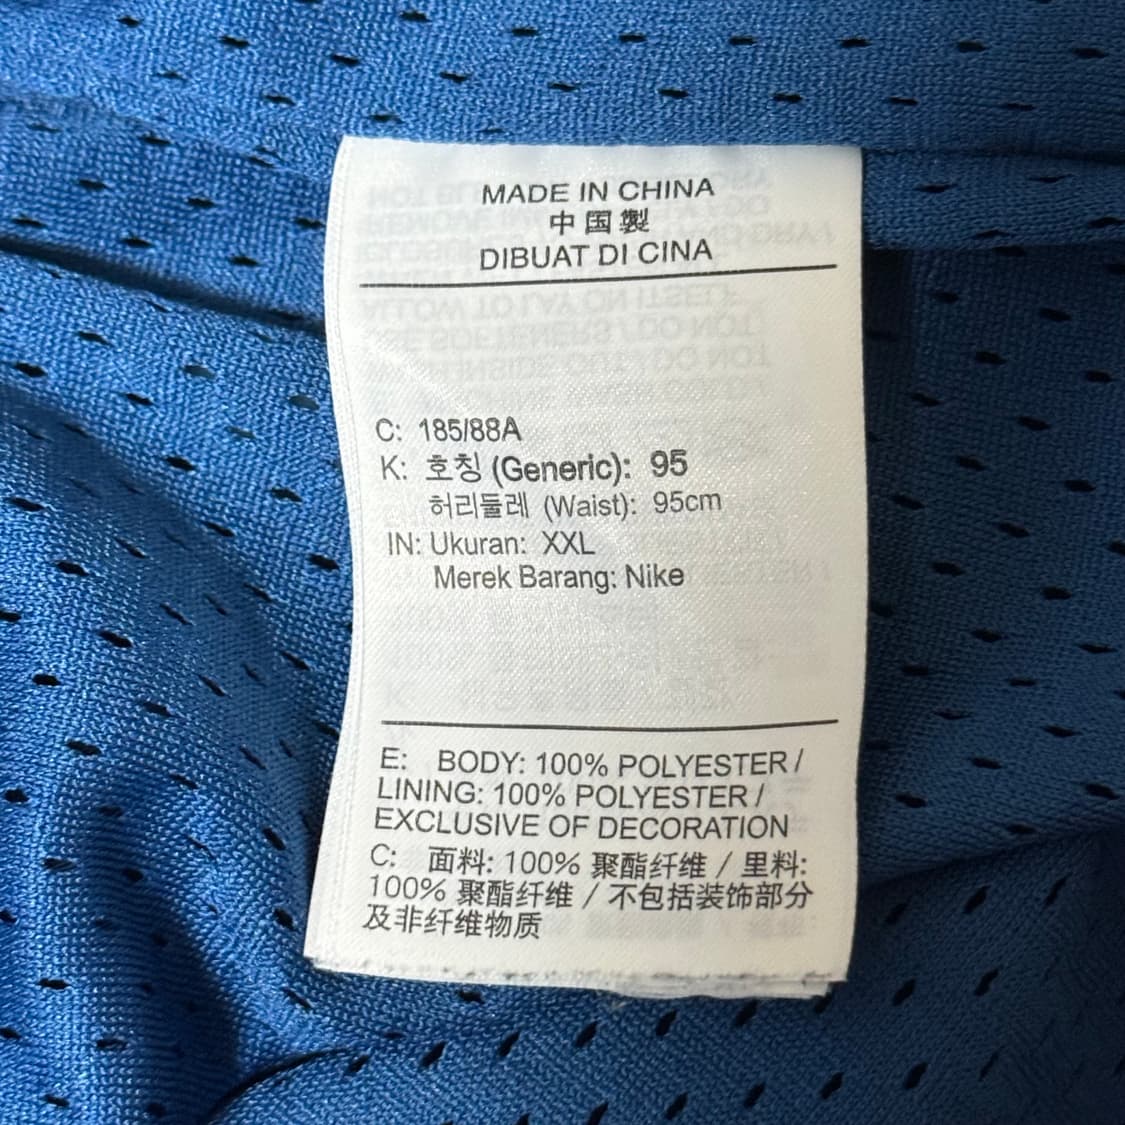 MADE IN CHINA
中国製
DIBUAT DI CINA
C: 185/88A
K: 호칭 (Generic): 95
허리둘레 (Waist): 95cm
IN: Ukuran: XXL
Merek Barang: Nike
E: BODY: 100% POLYESTER /
LINING: 100% POLYESTER /
EXCLUSIVE OF DECORATION
C: 面料: 100% 聚酯纤维 / 里料:
100% 聚酯纤维 / 不包括装饰部分
及非纤维物质